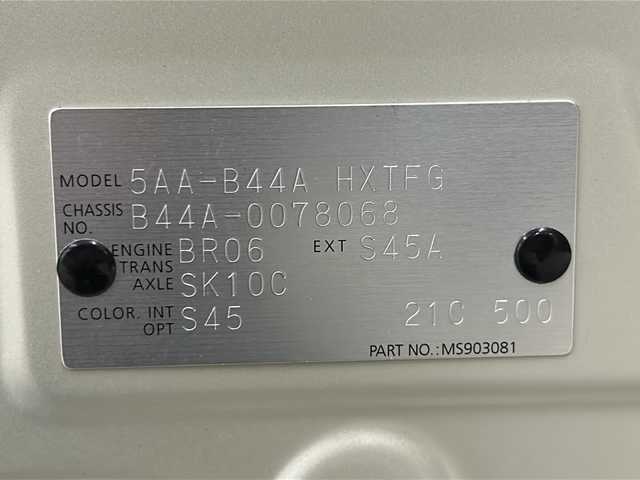 MODEL 5AA-B44A HXTFG
CHASSIS NO. B44A-0078068
ENGINE BR06 EXT S45A
TRANS AXLE SK10C
COLOR. INT S45
OPT 21C 500
PART NO.:MS903081